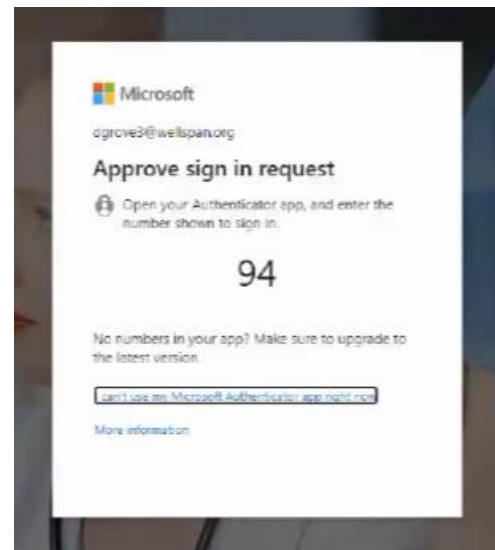 Microsoft
dgrove3@wellspan.org
Approve sign in request
Open your Authenticator app, and enter the
number shown to sign in.
94
No numbers in your app? Make sure to upgrade to
the latest version.
I can't use my Microsoft Authenticator app right now
More information